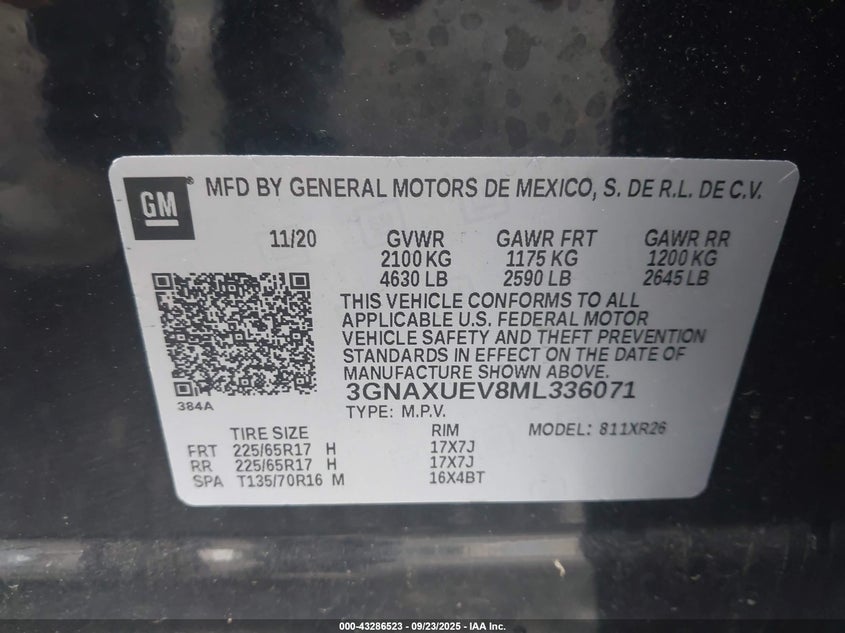 GM
MFD BY GENERAL MOTORS DE MEXICO, S. DE R.L. DE C.V.
11/20 GVWR GAWR FRT GAWR RR
2100 KG 1175 KG 1200 KG
4630 LB 2590 LB 2645 LB
THIS VEHICLE CONFORMS TO ALL
APPLICABLE U.S. FEDERAL MOTOR
VEHICLE SAFETY AND THEFT PREVENTION
STANDARDS IN EFFECT ON THE DATE OF
MANUFACTURE SHOWN ABOVE.
384A
3GNAXUEV8ML336071
TYPE: M.P.V.
TIRE SIZE RIM MODEL: 811XR26
FRT 225/65R17 H 17X7J
RR 225/65R17 H 17X7J
SPA T135/70R16 M 16X4BT
000-43286523 - 09/23/2025 - IAA Inc.